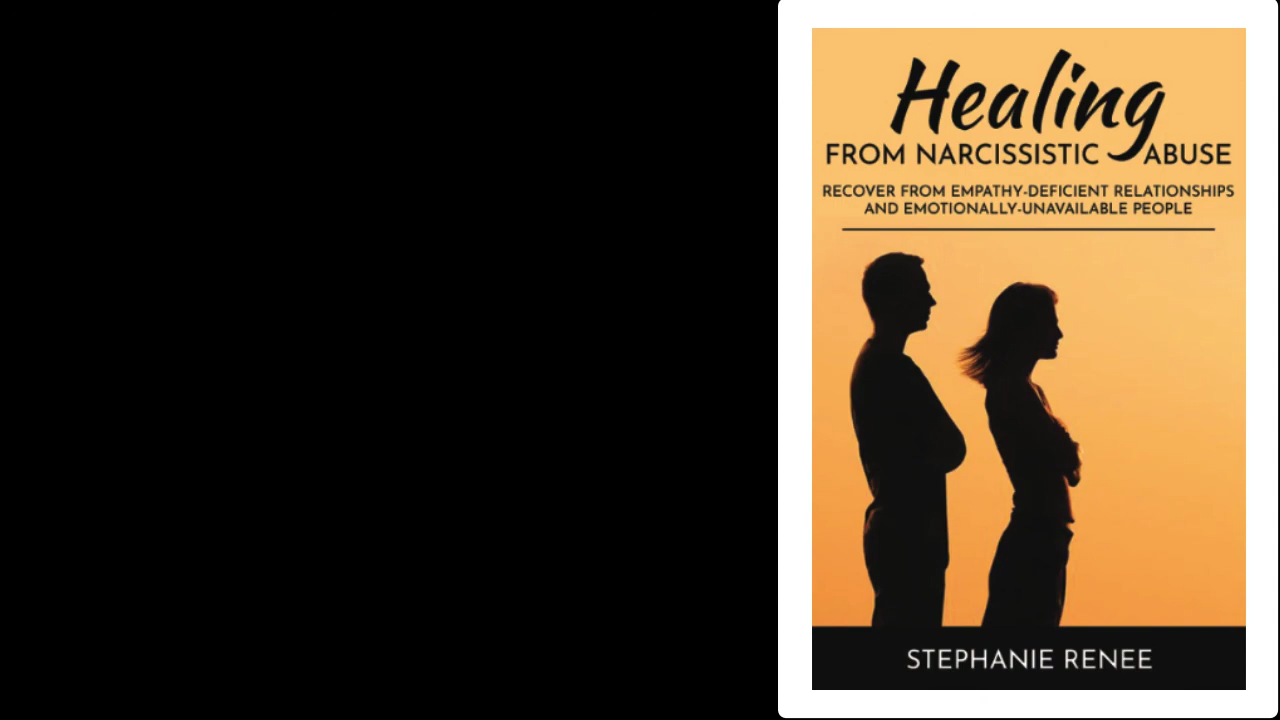 Healing
FROM NARCISSISTIC ABUSE
RECOVER FROM EMPATHY-DEFICIENT RELATIONSHIPS
AND EMOTIONALLY-UNAVAILABLE PEOPLE
STEPHANIE RENEE